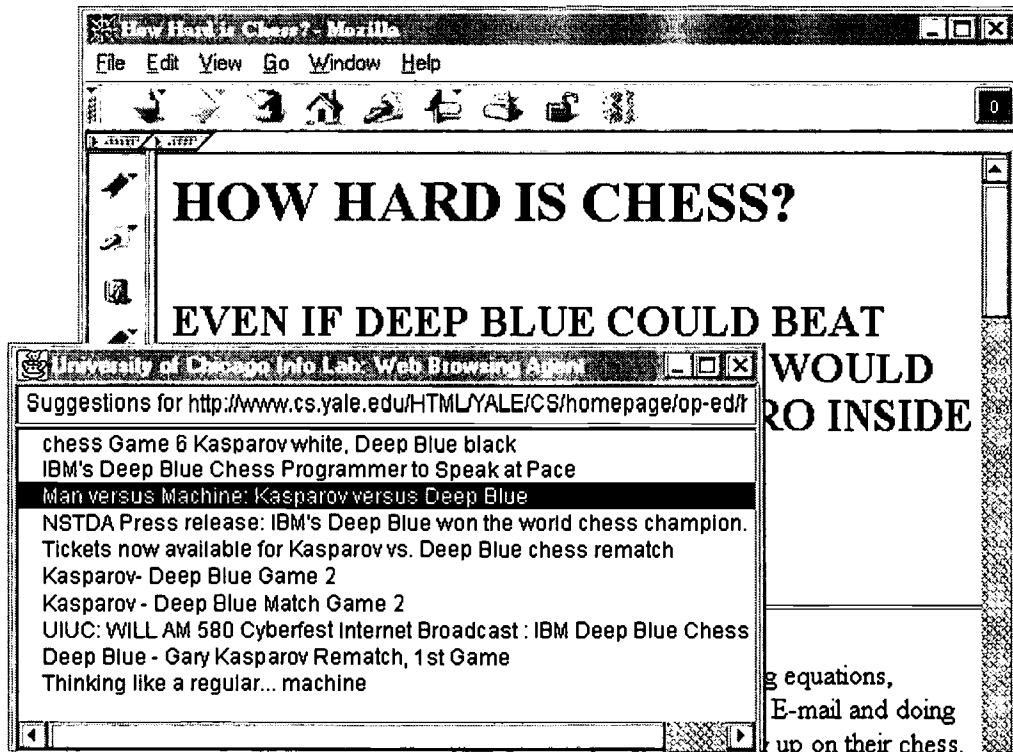 How Hard is Chess? - Mozilla
File Edit View Go Window Help
0
HOW HARD IS CHESS?
EVEN IF DEEP BLUE COULD BEAT
WOULD
RO INSIDE
University of Chicago Info Lab: Web Browsing Agent
Suggestions for http://www.cs.yale.edu/HTML/YALE/CS/homepage/op-ed/
chess Game 6 Kasparov white, Deep Blue black
IBM's Deep Blue Chess Programmer to Speak at Pace
Man versus Machine: Kasparov versus Deep Blue
NSTDA Press release: IBM's Deep Blue won the world chess champion.
Tickets now available for Kasparov vs. Deep Blue chess rematch
Kasparov- Deep Blue Game 2
Kasparov - Deep Blue Match Game 2
UIUC: WILL AM 580 Cyberfest Internet Broadcast : IBM Deep Blue Chess
Deep Blue - Gary Kasparov Rematch, 1st Game
Thinking like a regular... machine
g equations,
E-mail and doing
up on their chess.